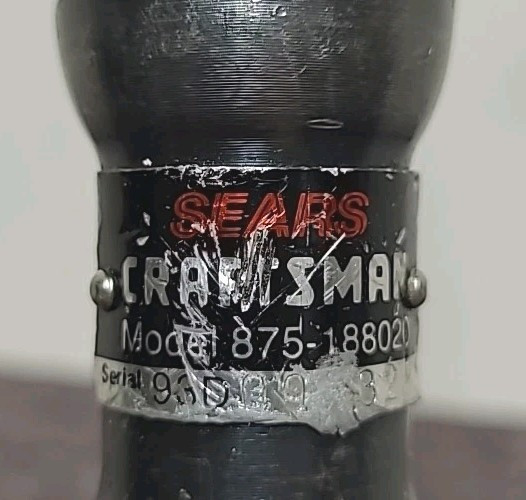 SEARS
CRAFTSMAN
Model 875-188020
Serial